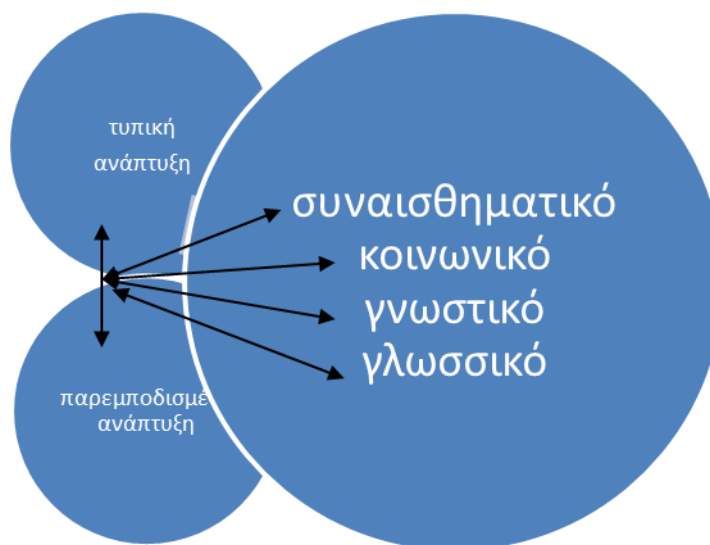 τυπική
ανάπτυξη
συναισθηματικό
κοινωνικό
γνωστικό
γλωσσικό
παρεμποδισμέ
ανάπτυξη